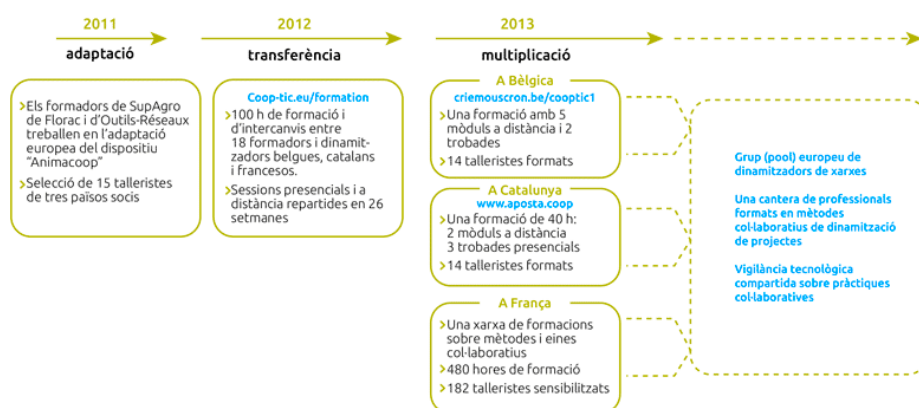 2011
adaptació
Els formadors de SupAgro
de Florac i d'Outils-Réseaux
treballen en l'adaptació
europea del dispositiu
“Animacoop”
Selecció de 15 talleristes
de tres països socis
2012
transferència
Coop-tic.eu/formation
100 h de formació i
d'intercanvis entre
18 formadors i dinamit-
zadors belgues, catalans
i francesos.
Sessions presencials i a
distància repartides en 26
setmanes
2013
multiplicació
A Bèlgica
criemouscron.be/cooptic1
Una formació amb 5
mòduls a distància i 2
trobades
14 talleristes formats
A Catalunya
www.aposta.coop
Una formació de 40 h:
2 mòduls a distància
3 trobades presencials
14 talleristes formats
A França
Una xarxa de formacions
sobre mètodes i eines
col·laboratius
480 hores de formació
182 talleristes sensibilitzats
Grup (pool) europeu de
dinamitzadors de xarxes
Una cantera de professionals
formats en mètodes
col·laboratius de dinamització
de projectes
Vigilància tecnològica
compartida sobre pràctiques
col·laboratives